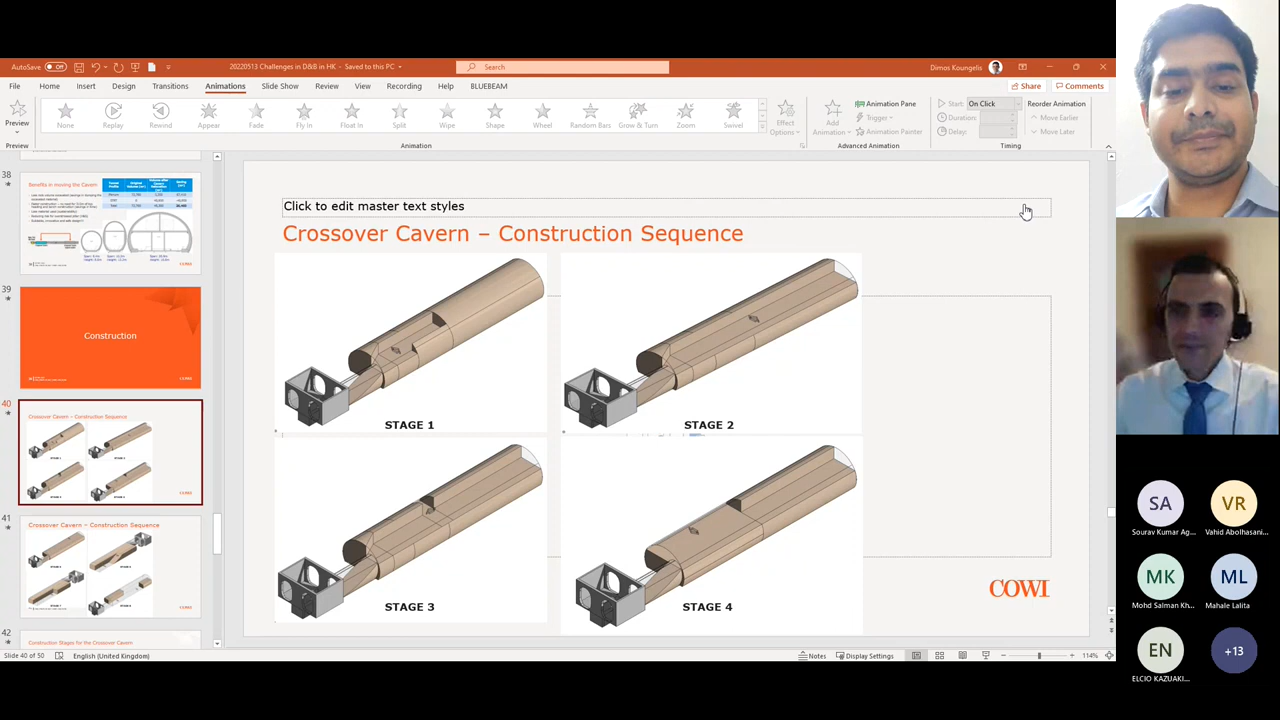 AutoSave Off
20220513 Challenges in D&B in HK - Saved to this PC
Search
Dimos Koungelis
File Home Insert Draw Design Transitions Animations Slide Show Review View Recording Help BLUEBEAM
Share Comments
Preview
None Replay Rewind Appear Fade Fly In Float In Split Wipe Shape Wheel Random Bars Grow & Turn Zoom Swivel
Effect Options
Add Animation
Animation Pane
Trigger
Animation Painter
Start: On Click
Duration:
Delay:
Reorder Animation
Move Earlier
Move Later
Preview Animation Advanced Animation Timing
38
Benefits in moving the Cavern
39
Construction
40
Crossover Cavern - Construction Sequence
41
Crossover Cavern - Construction Sequence
42
Construction Stages for the Crossover Cavern
Click to edit master text styles
Crossover Cavern – Construction Sequence
STAGE 1
STAGE 2
STAGE 3
STAGE 4
COWI
Slide 40 of 50
English (United Kingdom)
Notes
Display Settings
114%
SA
Sourav Kumar Ag...
VR
Vahid Abolhasani...
MK
Mohd Salman Kh...
ML
Mahale Lalita
EN
ELCIO KAZUAKI...
+13